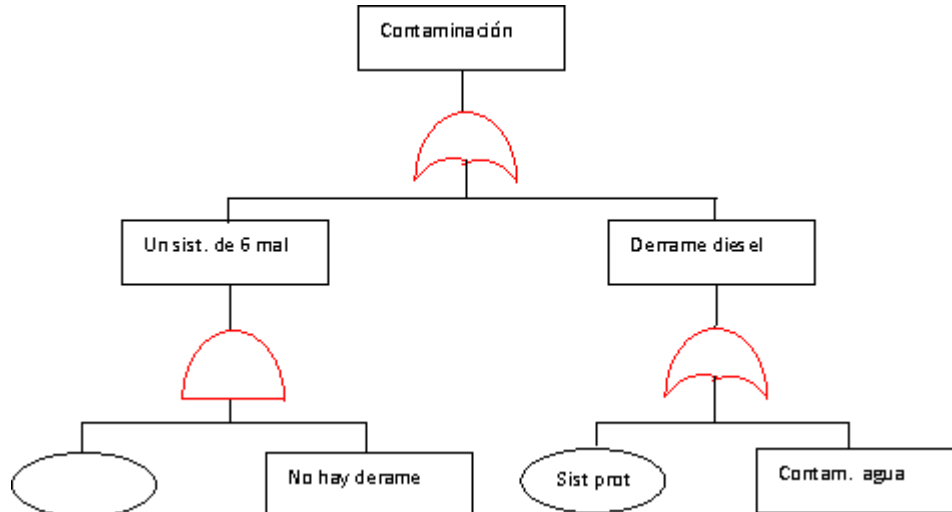 Contaminación
Un sist. de 6 mal
Derrame diesel
No hay derame
Sist prot
Contam. agua